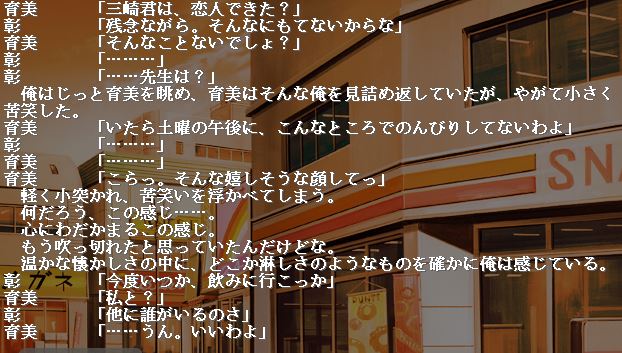 育美　「三崎君は、恋人できた？」
彰　「残念ながら。そんなにもてないからな」
育美　「そんなことないでしょ？」
彰　「………」
彰　「……先生は？」
　俺はじっと育美を眺め、育美はそんな俺を見詰め返していたが、やがて小さく
苦笑した。
育美　「いたら土曜の午後に、こんなところでのんびりしてないわよ」
彰　「………」
育美　「………」
育美　「こらっ。そんな嬉しそうな顔してっ」
　軽く小突かれ、苦笑いを浮かべてしまう。
　何だろう、この感じ……。
　心にわだかまるこの感じ。
　もう吹っ切れたと思っていたんだけどな。
　温かな懐かしさの中に、どこか淋しさのようなものを確かに俺は感じている。
彰　「今度いつか、飲みに行こっか」
育美　「私と？」
彰　「他に誰がいるのさ」
育美　「……うん。いいわよ」
SNA
ガネ